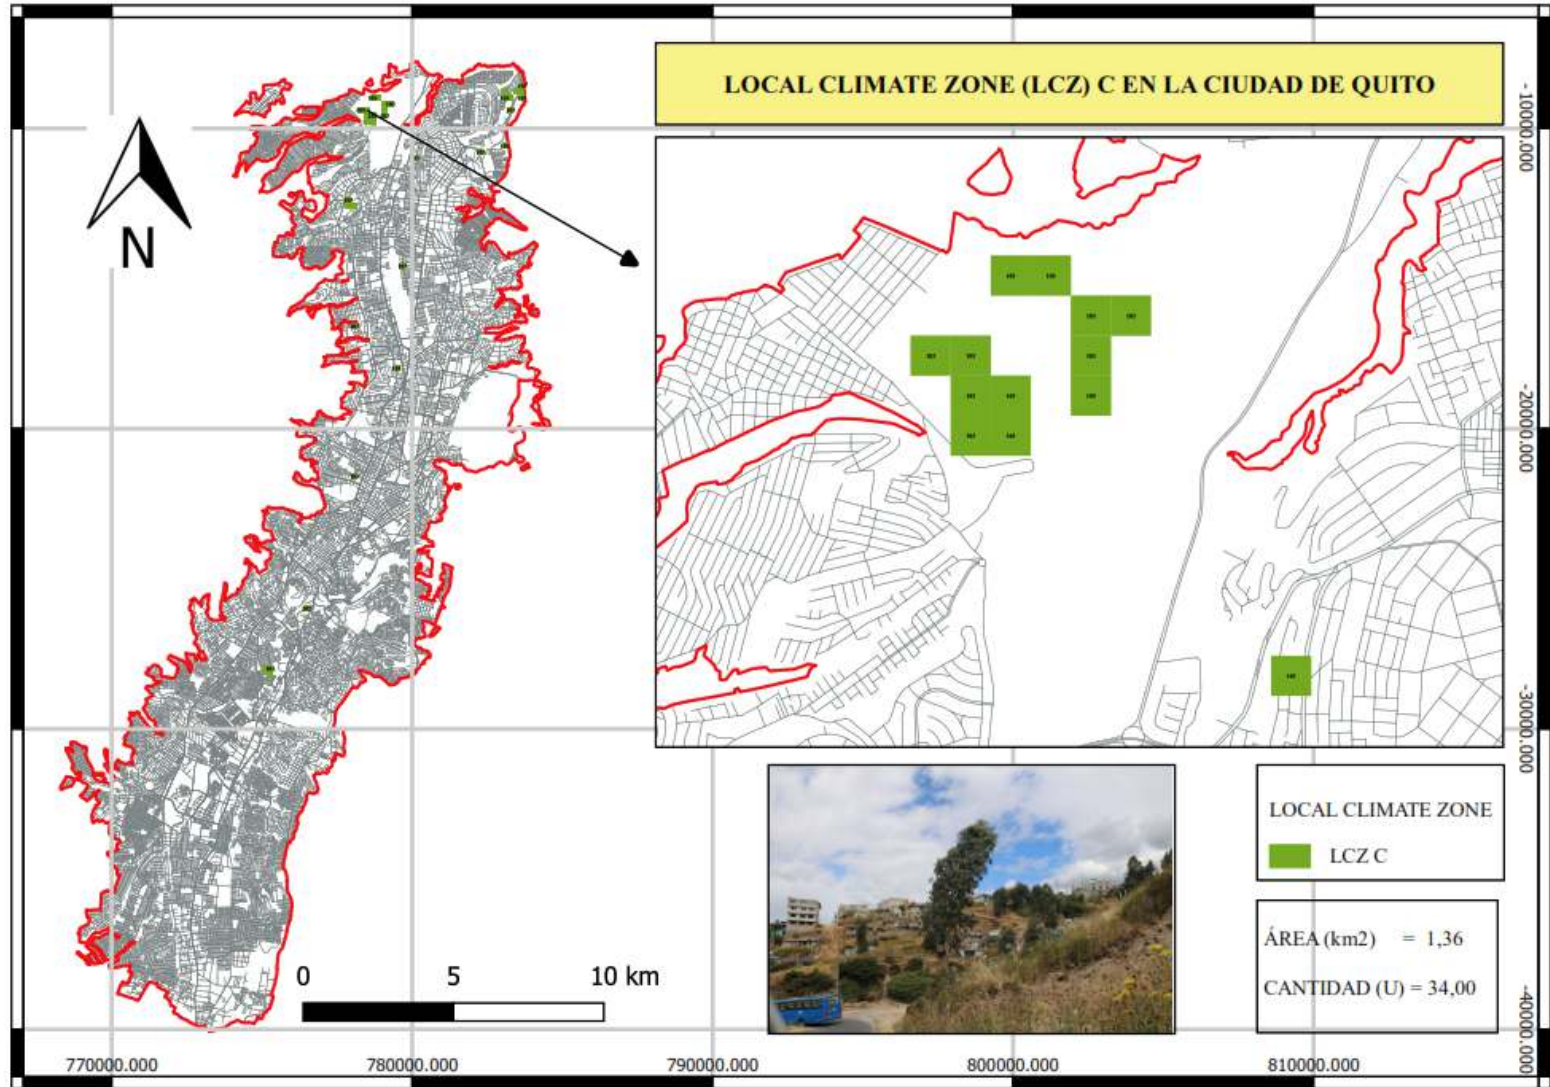 LOCAL CLIMATE ZONE (LCZ) C EN LA CIUDAD DE QUITO
-10000.000
N
-20000.000
-30000.000
LOCAL CLIMATE ZONE
LCZ C
ÁREA (km2) = 1,36
CANTIDAD (U) = 34,00
0 5 10 km
-40000.000
770000.000 780000.000 790000.000 800000.000 810000.000